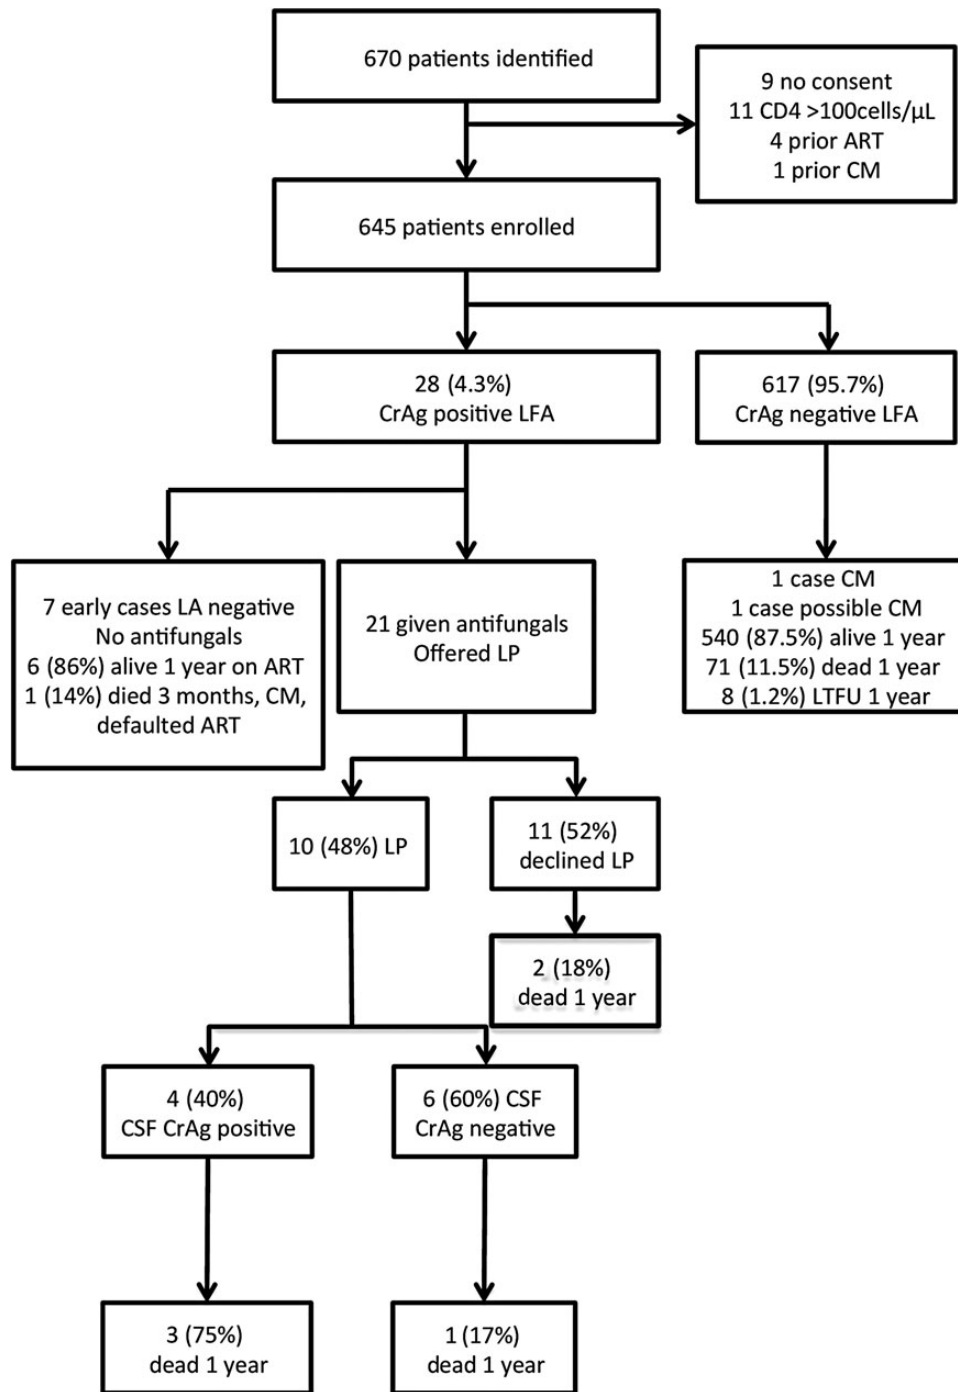 670 patients identified
9 no consent
11 CD4 >100cells/µL
4 prior ART
1 prior CM
645 patients enrolled
28 (4.3%)
CrAg positive LFA
617 (95.7%)
CrAg negative LFA
7 early cases LA negative
No antifungals
6 (86%) alive 1 year on ART
1 (14%) died 3 months, CM,
defaulted ART
21 given antifungals
Offered LP
1 case CM
1 case possible CM
540 (87.5%) alive 1 year
71 (11.5%) dead 1 year
8 (1.2%) LTFU 1 year
10 (48%) LP
11 (52%)
declined LP
2 (18%)
dead 1 year
4 (40%)
CSF CrAg positive
6 (60%) CSF
CrAg negative
3 (75%)
dead 1 year
1 (17%)
dead 1 year